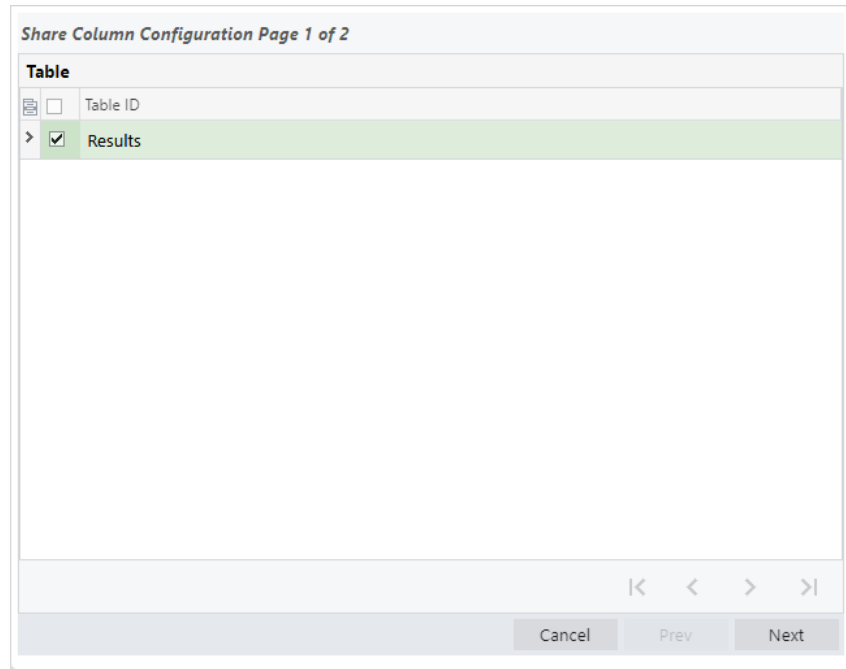 Share Column Configuration Page 1 of 2
Table
Table ID
Results
Cancel Prev Next